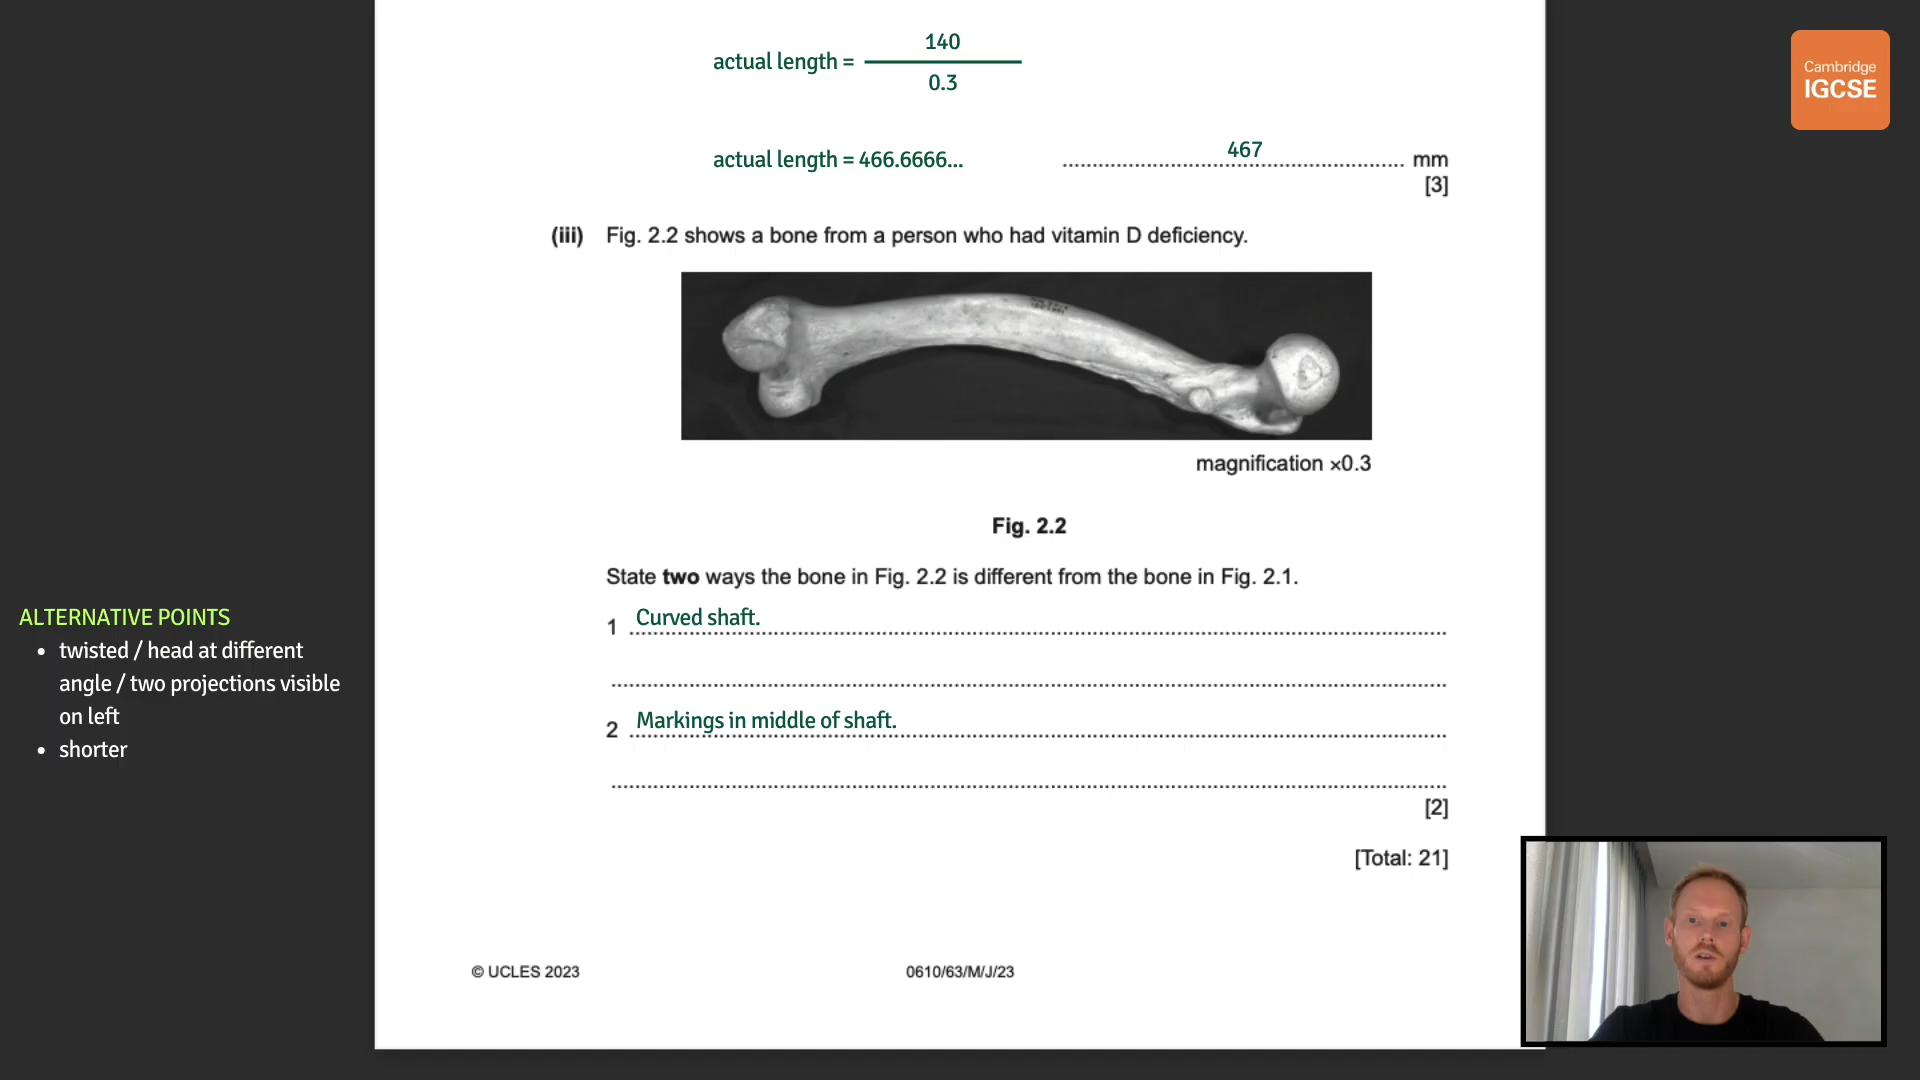 actual length =
140
0.3
Cambridge
IGCSE
actual length = 466.6666...
467
mm
[3]
(iii) Fig. 2.2 shows a bone from a person who had vitamin D deficiency.
magnification ×0.3
Fig. 2.2
State two ways the bone in Fig. 2.2 is different from the bone in Fig. 2.1.
1 Curved shaft.
2 Markings in middle of shaft.
[2]
[Total: 21]
ALTERNATIVE POINTS
• twisted / head at different
angle / two projections visible
on left
• shorter
© UCLES 2023
0610/63/M/J/23